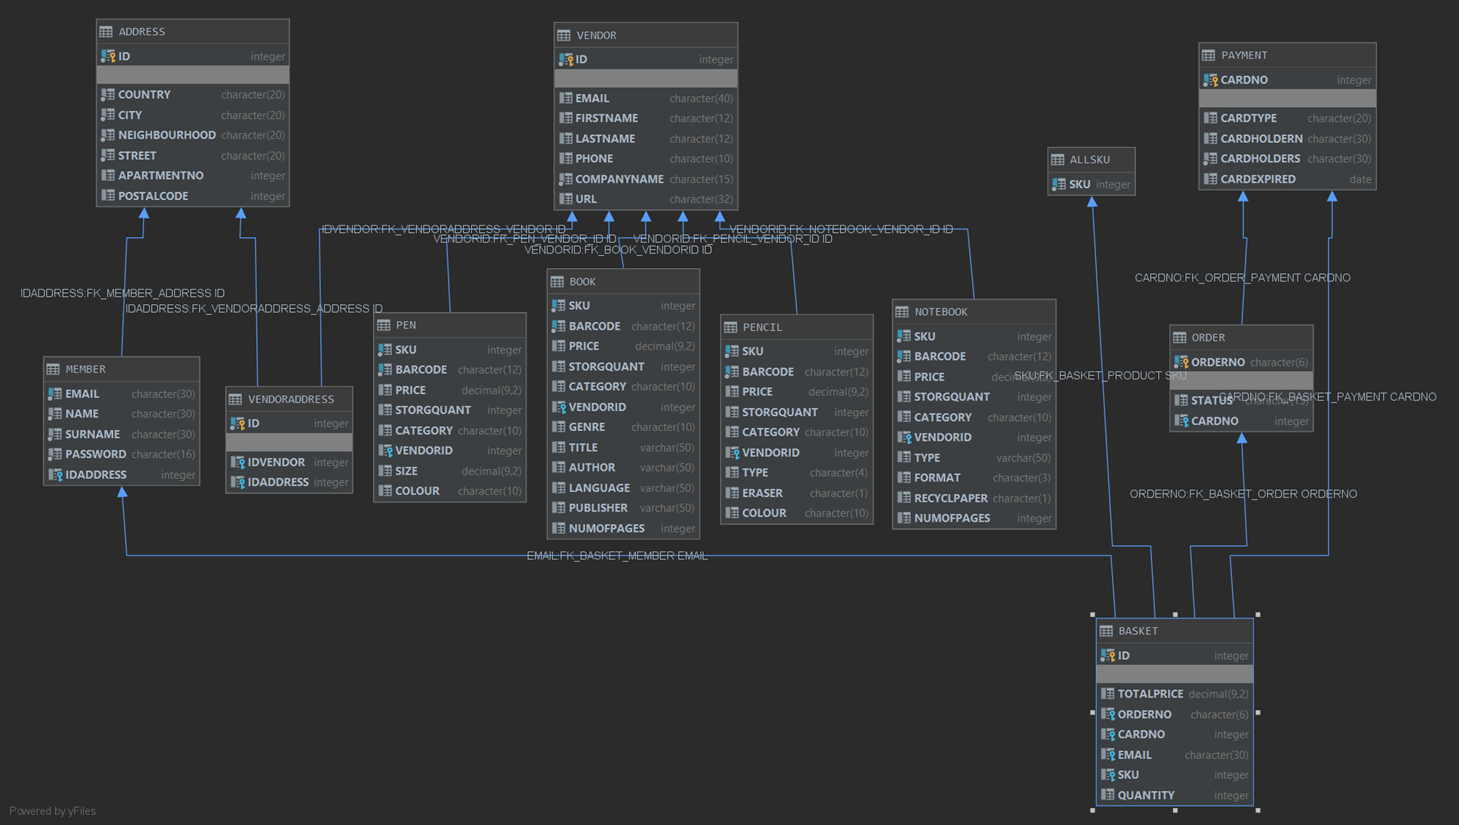 ADDRESS
ID integer
COUNTRY character(20)
CITY character(20)
NEIGHBOURHOOD character(20)
STREET character(20)
APARTMENTNO integer
POSTALCODE integer
VENDOR
ID integer
EMAIL character(40)
FIRSTNAME character(12)
LASTNAME character(12)
PHONE character(10)
COMPANYNAME character(15)
URL character(32)
PAYMENT
CARDNO integer
CARDTYPE character(20)
CARDHOLDERN character(30)
CARDHOLDERS character(30)
CARDEXPIRED date
ALLSKU
SKU integer
IDVENDOR:FK_VENDORADDRESS_VENDOR ID
VENDORID:FK_NOTEBOOK_VENDOR_ID ID
VENDORID:FK_PEN_VENDOR_ID ID
VENDORID:FK_PENCIL_VENDOR_ID ID
VENDORID:FK_BOOK_VENDORID ID
CARDNO:FK_ORDER_PAYMENT CARDNO
IDADDRESS:FK_MEMBER_ADDRESS ID
IDADDRESS:FK_VENDORADDRESS_ADDRESS ID
MEMBER
EMAIL character(30)
NAME character(30)
SURNAME character(30)
PASSWORD character(16)
IDADDRESS integer
VENDORADDRESS
ID integer
IDVENDOR integer
IDADDRESS integer
PEN
SKU integer
BARCODE character(12)
PRICE decimal(9,2)
STORGQUANT integer
CATEGORY character(10)
VENDORID integer
SIZE decimal(9,2)
COLOUR character(10)
BOOK
SKU integer
BARCODE character(12)
PRICE decimal(9,2)
STORGQUANT integer
CATEGORY character(10)
VENDORID integer
GENRE character(10)
TITLE varchar(50)
AUTHOR varchar(50)
LANGUAGE varchar(50)
PUBLISHER varchar(50)
NUMOFPAGES integer
PENCIL
SKU integer
BARCODE character(12)
PRICE decimal(9,2)
STORGQUANT integer
CATEGORY character(10)
VENDORID integer
TYPE character(4)
ERASER character(1)
COLOUR character(10)
NOTEBOOK
SKU integer
BARCODE character(12)
PRICE
STORGQUANT integer
CATEGORY character(10)
VENDORID integer
TYPE varchar(50)
FORMAT character(3)
RECYCLPAPER character(1)
NUMOFPAGES integer
SKU:FK_BASKET_PRODUCT SKU
ORDER
ORDERNO character(6)
STATUS
CARDNO integer
CARDNO:FK_BASKET_PAYMENT CARDNO
ORDERNO:FK_BASKET_ORDER ORDERNO
EMAIL:FK_BASKET_MEMBER EMAIL
BASKET
ID integer
TOTALPRICE decimal(9,2)
ORDERNO character(6)
CARDNO integer
EMAIL character(30)
SKU integer
QUANTITY integer
Powered by yFiles